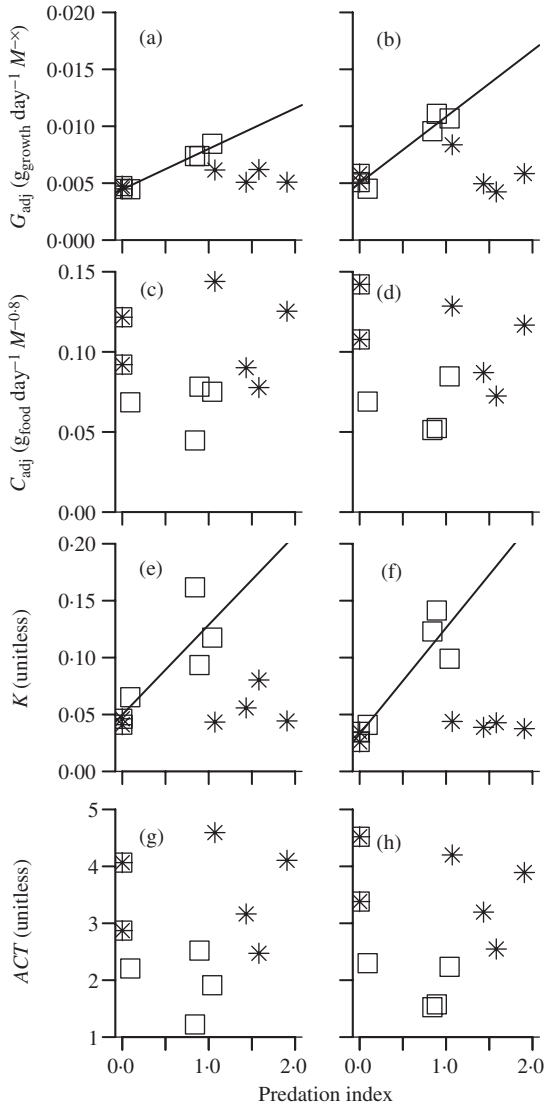 G_adj (g_growth day⁻¹ M⁻ˣ)
0·020
0·015
0·010
0·005
0·000
(a)
(b)
C_adj (g_food day⁻¹ M⁻⁰·⁸)
0·15
0·10
0·05
0·00
(c)
(d)
K (unitless)
0·20
0·15
0·10
0·05
0·00
(e)
(f)
ACT (unitless)
5
4
3
2
1
(g)
(h)
0·0 1·0 2·0 0·0 1·0 2·0
Predation index